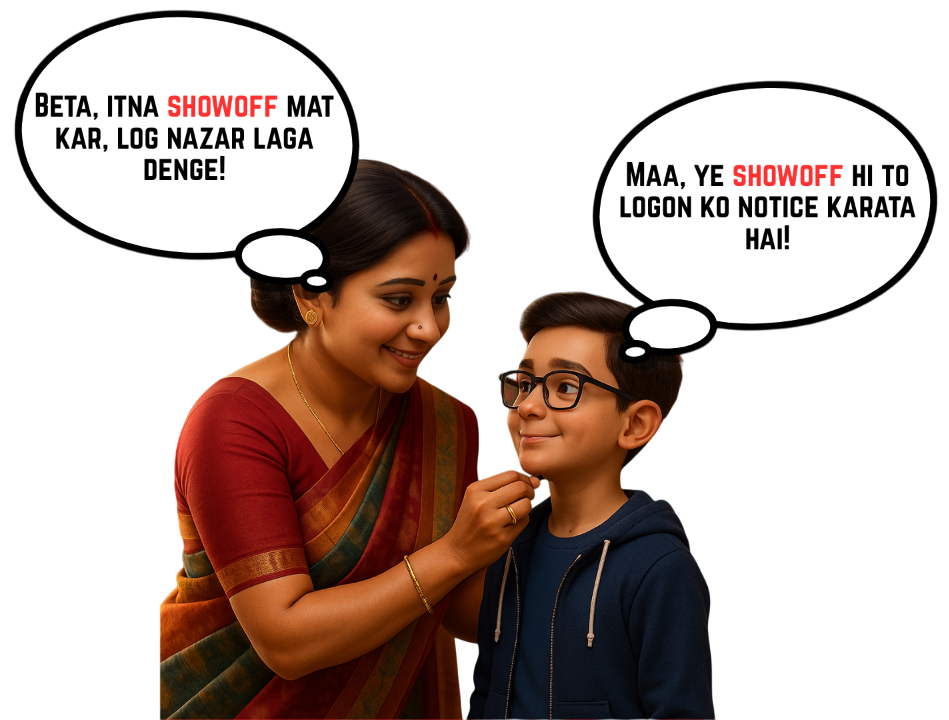 Beta, itna showoff mat
kar, log nazar laga
denge!
Maa, ye showoff hi to
logon ko notice karata
hai!